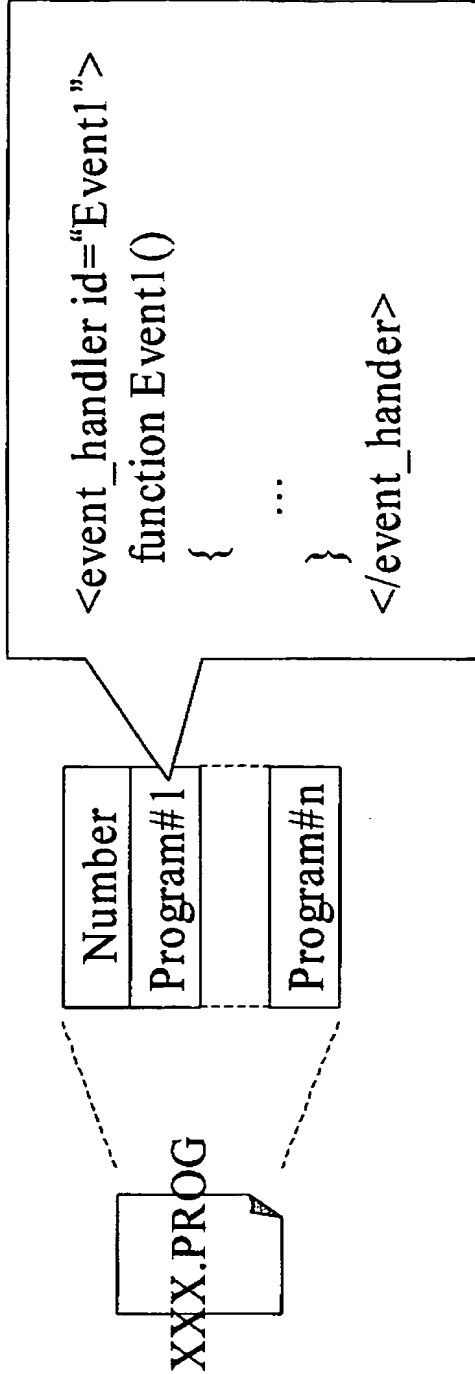 XXX.PROG
Number
Program#1
Program#n
<event_handler id=“Event1”>
function Event1()
{
...
}
</event_hander>